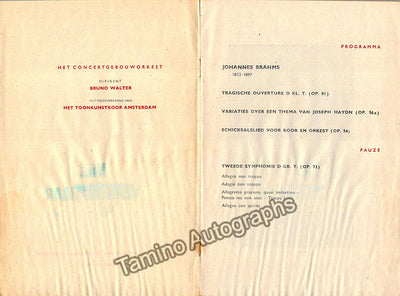 HET CONCERTGEBOUWORKEST
DIRIGENT
BRUNO WALTER
MET MEDEWERKING VAN
HET TOONKUNSTKOOR AMSTERDAM
PROGRAMMA
JOHANNES BRAHMS
1833-1897
TRAGISCHE OUVERTURE D KL. T. (OP. 81)
VARIATIES OVER EEN THEMA VAN JOSEPH HAYDN (OP. 56a)
SCHICKSALSLIED VOOR KOOR EN ORKEST (OP. 54)
PAUZE
TWEEDE SYMPHONIE D GR. T. (OP. 73)
Allegro non troppo
Adagio non troppo
Allegretto grazioso, quasi andantino -
Presto ma non assai - Tempo
Allegro con spirito
Tamino Autographs